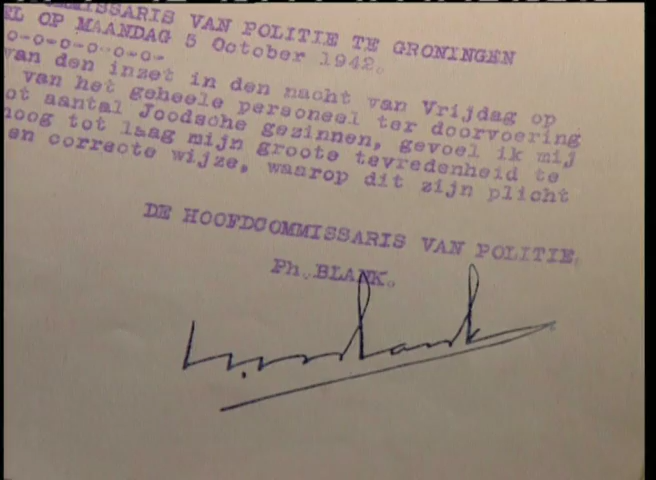 COMMISSARIS VAN POLITIE TE GRONINGEN
EL OP MAANDAG 5 October 1942.
o-o-o-o-o-o-o-
van den inzet in den nacht van Vrijdag op
van het geheele personeel ter doorvoering
ot aantal Joodsche gezinnen, gevoel ik mij
hoog tot laag mijn groote tevredenheid te
en correcte wijze, waarop dit zijn plicht
DE HOOFDCOMMISSARIS VAN POLITIE.
Ph. BLANK.